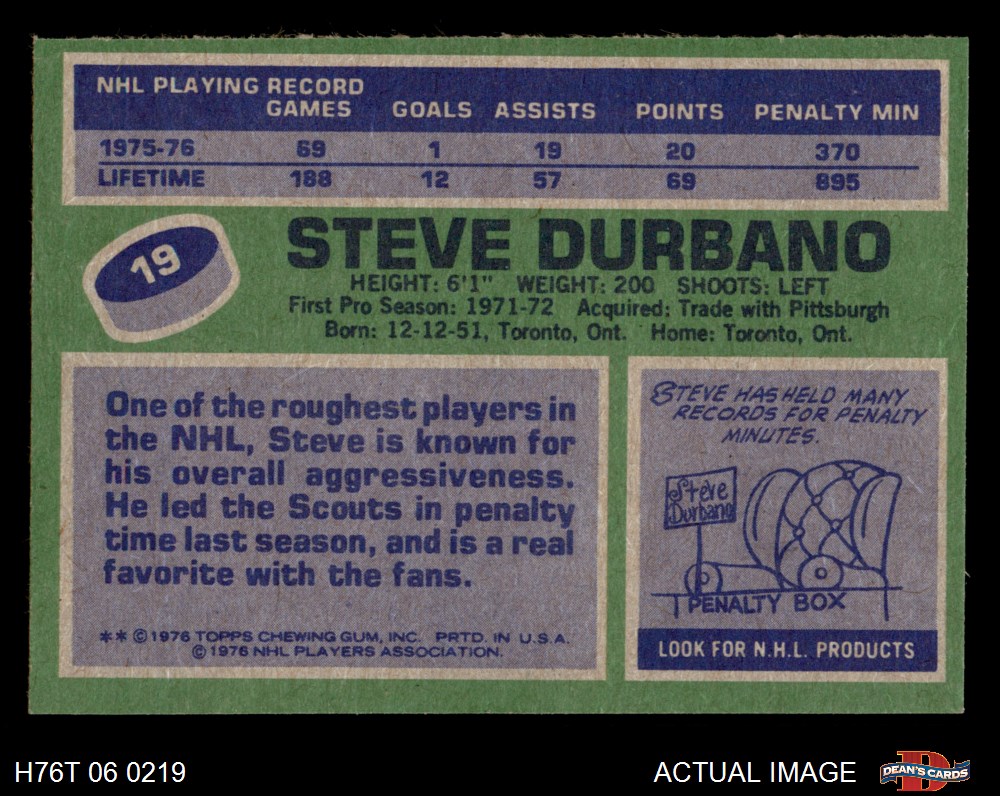 NHL PLAYING RECORD
GAMES GOALS ASSISTS POINTS PENALTY MIN
1975-76 69 1 19 20 370
LIFETIME 188 12 57 69 895
19
STEVE DURBANO
HEIGHT: 6'1" WEIGHT: 200 SHOOTS: LEFT
First Pro Season: 1971-72 Acquired: Trade with Pittsburgh
Born: 12-12-51, Toronto, Ont. Home: Toronto, Ont.
One of the roughest players in
the NHL, Steve is known for
his overall aggressiveness.
He led the Scouts in penalty
time last season, and is a real
favorite with the fans.
** © 1976 TOPPS CHEWING GUM, INC. PRTD. IN U.S.A.
© 1976 NHL PLAYERS ASSOCIATION.
STEVE HAS HELD MANY
RECORDS FOR PENALTY
MINUTES.
Steve
Durbano
PENALTY BOX
LOOK FOR N.H.L. PRODUCTS
H76T 06 0219
ACTUAL IMAGE
D
DEAN'S CARDS